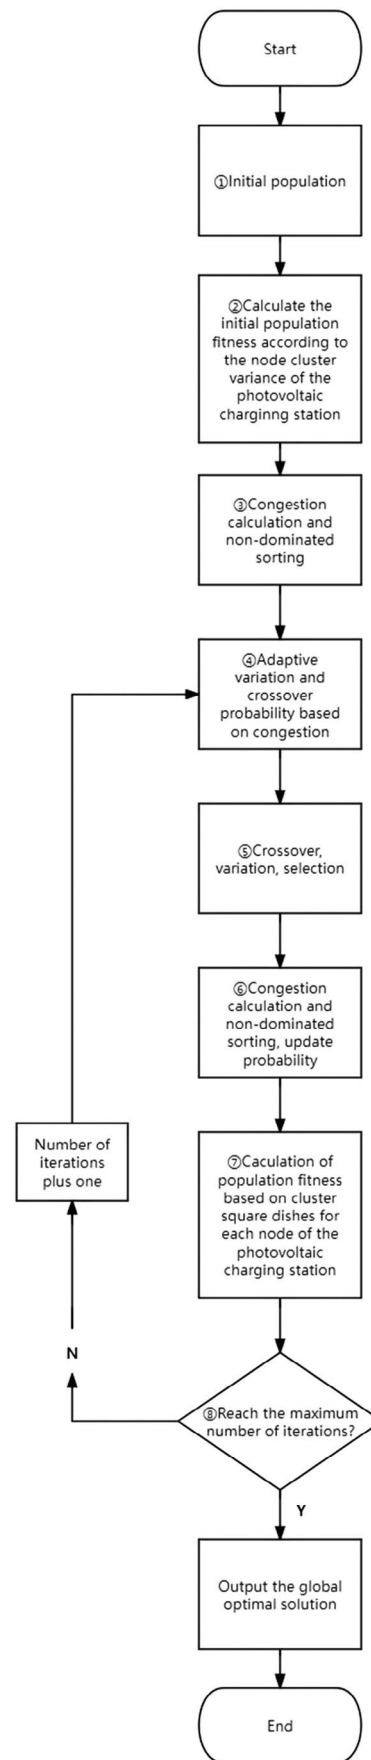 Start
①Initial population
②Calculate the
initial population
fitness according to
the node cluster
variance of the
photovoltaic
charginng station
③Congestion
calculation and
non-dominated
sorting
④Adaptive
variation and
crossover
probability based
on congestion
⑤Crossover,
variation, selection
⑥Congestion
calculation and
non-dominated
sorting, update
probability
Number of
iterations
plus one
⑦Caculation of
population fitness
based on cluster
square dishes for
each node of the
photovoltaic
charging station
N
⑧Reach the maximum
number of iterations?
Y
Output the global
optimal solution
End